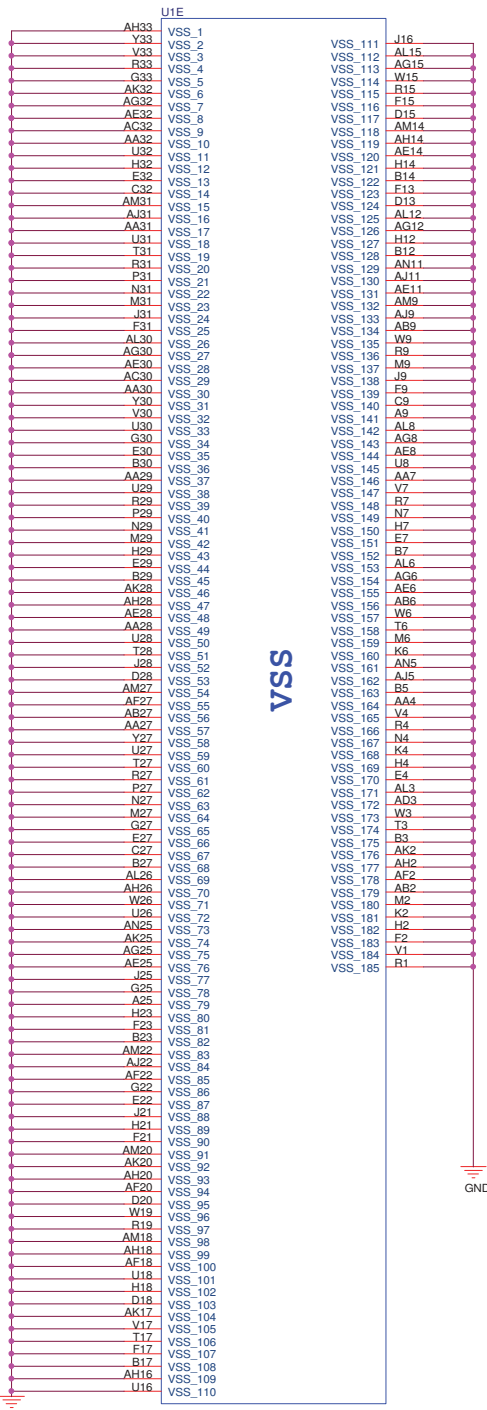 U1E
AH33 VSS_1
Y33 VSS_2
V33 VSS_3
R33 VSS_4
G33 VSS_5
AK32 VSS_6
AG32 VSS_7
AE32 VSS_8
AC32 VSS_9
AA32 VSS_10
U32 VSS_11
H32 VSS_12
E32 VSS_13
C32 VSS_14
AM31 VSS_15
AJ31 VSS_16
AA31 VSS_17
U31 VSS_18
T31 VSS_19
R31 VSS_20
P31 VSS_21
N31 VSS_22
M31 VSS_23
J31 VSS_24
F31 VSS_25
AL30 VSS_26
AG30 VSS_27
AE30 VSS_28
AC30 VSS_29
AA30 VSS_30
Y30 VSS_31
V30 VSS_32
U30 VSS_33
G30 VSS_34
E30 VSS_35
B30 VSS_36
AA29 VSS_37
U29 VSS_38
R29 VSS_39
P29 VSS_40
N29 VSS_41
M29 VSS_42
H29 VSS_43
E29 VSS_44
B29 VSS_45
AK28 VSS_46
AH28 VSS_47
AE28 VSS_48
AA28 VSS_49
U28 VSS_50
T28 VSS_51
J28 VSS_52
D28 VSS_53
AM27 VSS_54
AF27 VSS_55
AB27 VSS_56
AA27 VSS_57
Y27 VSS_58
U27 VSS_59
T27 VSS_60
R27 VSS_61
P27 VSS_62
N27 VSS_63
M27 VSS_64
G27 VSS_65
E27 VSS_66
C27 VSS_67
B27 VSS_68
AL26 VSS_69
AH26 VSS_70
W26 VSS_71
U26 VSS_72
AN25 VSS_73
AK25 VSS_74
AG25 VSS_75
AE25 VSS_76
J25 VSS_77
G25 VSS_78
A25 VSS_79
H23 VSS_80
F23 VSS_81
B23 VSS_82
AM22 VSS_83
AJ22 VSS_84
AF22 VSS_85
G22 VSS_86
E22 VSS_87
J21 VSS_88
H21 VSS_89
F21 VSS_90
AM20 VSS_91
AK20 VSS_92
AH20 VSS_93
AF20 VSS_94
D20 VSS_95
W19 VSS_96
R19 VSS_97
AM18 VSS_98
AH18 VSS_99
AF18 VSS_100
U18 VSS_101
H18 VSS_102
D18 VSS_103
AK17 VSS_104
V17 VSS_105
T17 VSS_106
F17 VSS_107
B17 VSS_108
AH16 VSS_109
U16 VSS_110
VSS
VSS_111 J16
VSS_112 AL15
VSS_113 AG15
VSS_114 W15
VSS_115 R15
VSS_116 F15
VSS_117 D15
VSS_118 AM14
VSS_119 AH14
VSS_120 AE14
VSS_121 H14
VSS_122 B14
VSS_123 F13
VSS_124 D13
VSS_125 AL12
VSS_126 AG12
VSS_127 H12
VSS_128 B12
VSS_129 AN11
VSS_130 AJ11
VSS_131 AE11
VSS_132 AM9
VSS_133 AJ9
VSS_134 AB9
VSS_135 W9
VSS_136 R9
VSS_137 M9
VSS_138 J9
VSS_139 F9
VSS_140 C9
VSS_141 A9
VSS_142 AL8
VSS_143 AG8
VSS_144 AE8
VSS_145 U8
VSS_146 AA7
VSS_147 V7
VSS_148 R7
VSS_149 N7
VSS_150 H7
VSS_151 E7
VSS_152 B7
VSS_153 AL6
VSS_154 AG6
VSS_155 AE6
VSS_156 AB6
VSS_157 W6
VSS_158 T6
VSS_159 M6
VSS_160 K6
VSS_161 AN5
VSS_162 AJ5
VSS_163 B5
VSS_164 AA4
VSS_165 V4
VSS_166 R4
VSS_167 N4
VSS_168 K4
VSS_169 H4
VSS_170 E4
VSS_171 AL3
VSS_172 AD3
VSS_173 W3
VSS_174 T3
VSS_175 B3
VSS_176 AK2
VSS_177 AH2
VSS_178 AF2
VSS_179 AB2
VSS_180 M2
VSS_181 K2
VSS_182 H2
VSS_183 F2
VSS_184 V1
VSS_185 R1
GND